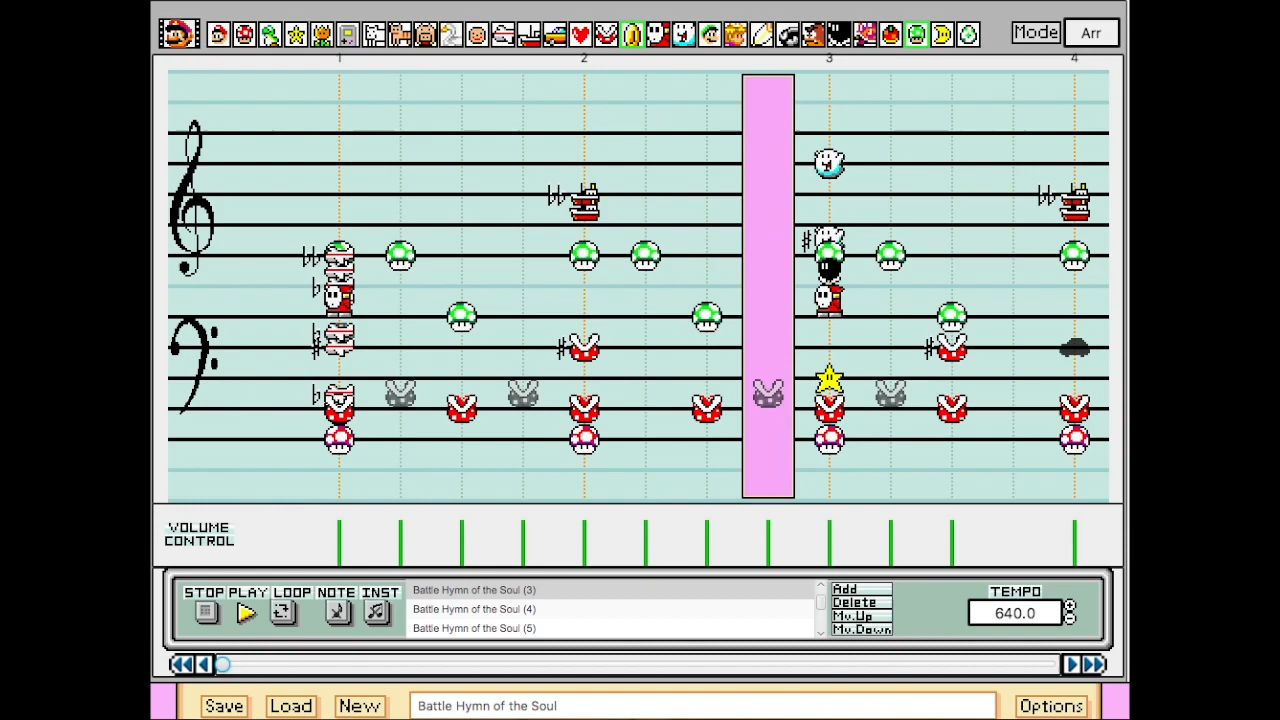 Mode Arr
1 2 3 4
VOLUME
CONTROL
STOP PLAY LOOP NOTE INST
Battle Hymn of the Soul (3)
Battle Hymn of the Soul (4)
Battle Hymn of the Soul (5)
Add
Delete
Mv.Up
Mv.Down
TEMPO
640.0
Save Load New Battle Hymn of the Soul Options